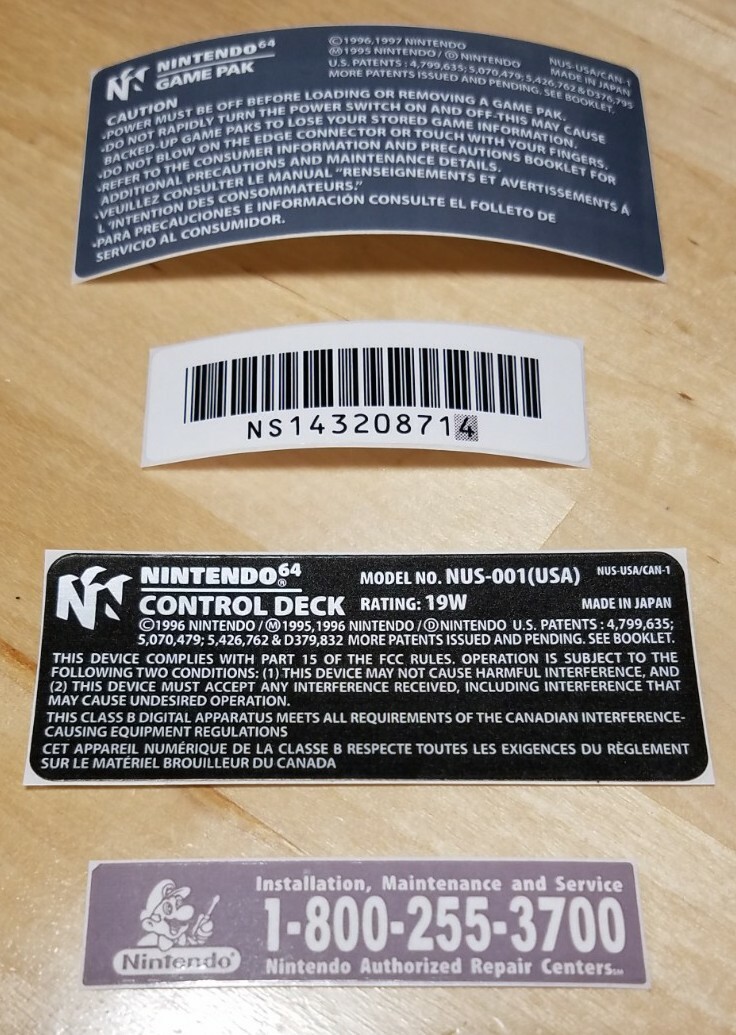 NINTENDO 64
GAME PAK
©1996,1997 NINTENDO
Ⓜ1995 NINTENDO / Ⓓ NINTENDO
NUS-USA/CAN-1
MADE IN JAPAN
U.S. PATENTS : 4,799,635; 5,070,479; 5,426,762 & D376,795
MORE PATENTS ISSUED AND PENDING. SEE BOOKLET.
CAUTION
•POWER MUST BE OFF BEFORE LOADING OR REMOVING A GAME PAK.
•DO NOT RAPIDLY TURN THE POWER SWITCH ON AND OFF-THIS MAY CAUSE
BACKED-UP GAME PAKS TO LOSE YOUR STORED GAME INFORMATION.
•DO NOT BLOW ON THE EDGE CONNECTOR OR TOUCH WITH YOUR FINGERS.
•REFER TO THE CONSUMER INFORMATION AND PRECAUTIONS BOOKLET FOR
ADDITIONAL PRECAUTIONS AND MAINTENANCE DETAILS.
•VEUILLEZ CONSULTER LE MANUAL "RENSEIGNEMENTS ET AVERTISSEMENTS À
L'INTENTION DES CONSOMMATEURS."
•PARA PRECAUCIONES E INFORMACIÓN CONSULTE EL FOLLETO DE
SERVICIO AL CONSUMIDOR.
NS143208714
NINTENDO 64®
CONTROL DECK
MODEL NO. NUS-001(USA)
NUS-USA/CAN-1
RATING: 19W
MADE IN JAPAN
©1996 NINTENDO / Ⓜ1995,1996 NINTENDO / ⒹNINTENDO U.S. PATENTS : 4,799,635;
5,070,479; 5,426,762 & D379,832 MORE PATENTS ISSUED AND PENDING. SEE BOOKLET.
THIS DEVICE COMPLIES WITH PART 15 OF THE FCC RULES. OPERATION IS SUBJECT TO THE
FOLLOWING TWO CONDITIONS: (1) THIS DEVICE MAY NOT CAUSE HARMFUL INTERFERENCE, AND
(2) THIS DEVICE MUST ACCEPT ANY INTERFERENCE RECEIVED, INCLUDING INTERFERENCE THAT
MAY CAUSE UNDESIRED OPERATION.
THIS CLASS B DIGITAL APPARATUS MEETS ALL REQUIREMENTS OF THE CANADIAN INTERFERENCE-
CAUSING EQUIPMENT REGULATIONS
CET APPAREIL NUMÉRIQUE DE LA CLASSE B RESPECTE TOUTES LES EXIGENCES DU RÈGLEMENT
SUR LE MATÉRIEL BROUILLEUR DU CANADA
Installation, Maintenance and Service
1-800-255-3700
Nintendo®
Nintendo Authorized Repair Centers℠